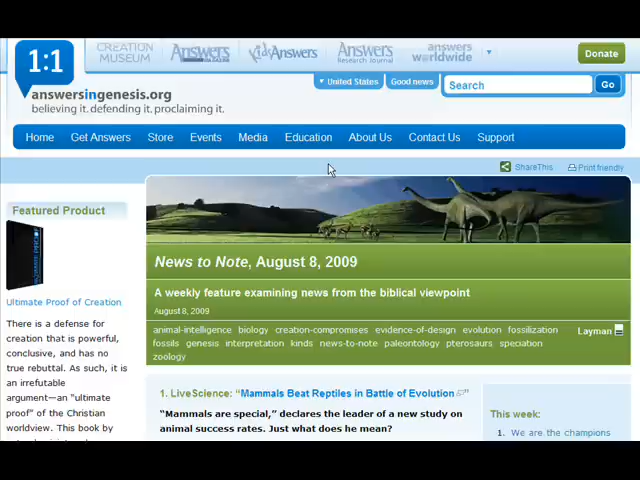 1:1
CREATION MUSEUM
Answers
Kids Answers
Answers Research Journal
answers worldwide
Donate
answersingenesis.org
believing it. defending it. proclaiming it.
United States
Good news
Search
Go
Home Get Answers Store Events Media Education About Us Contact Us Support
ShareThis Print friendly
Featured Product
Ultimate Proof of Creation
There is a defense for
creation that is powerful,
conclusive, and has no
true rebuttal. As such, it is
an irrefutable
argument—an "ultimate
proof" of the Christian
worldview. This book by
News to Note, August 8, 2009
A weekly feature examining news from the biblical viewpoint
August 8, 2009
animal-intelligence biology creation-compromises evidence-of-design evolution fossilization
fossils genesis interpretation kinds news-to-note paleontology pterosaurs speciation
zoology
Layman
1. LiveScience: "Mammals Beat Reptiles in Battle of Evolution"
"Mammals are special," declares the leader of a new study on
animal success rates. Just what does he mean?
This week:
1. We are the champions